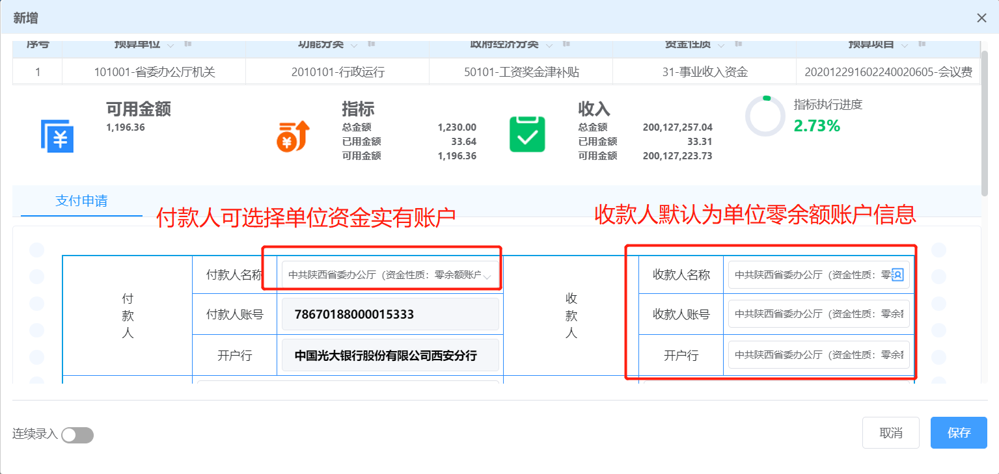 新增
序号 预算单位 功能分类 政府经济分类 资金性质 预算项目
1 101001-省委办公厅机关 2010101-行政运行 50101-工资奖金津补贴 31-事业收入资金 202012291602240020605-会议费
可用金额 指标 收入 指标执行进度
1,196.36 总金额 1,230.00 总金额 200,127,257.04 2.73%
已用金额 33.64 已用金额 33.31
可用金额 1,196.36 可用金额 200,127,223.73
支付申请
付款人可选择单位资金实有账户 收款人默认为单位零余额账户信息
付款人 付款人名称 中共陕西省委办公厅（资金性质：零余额账户 收款人 收款人名称 中共陕西省委办公厅（资金性质：零
付款人账号 78670188000015333 收款人账号 中共陕西省委办公厅（资金性质：零余
开户行 中国光大银行股份有限公司西安分行 开户行 中共陕西省委办公厅（资金性质：零余
连续录入 取消 保存